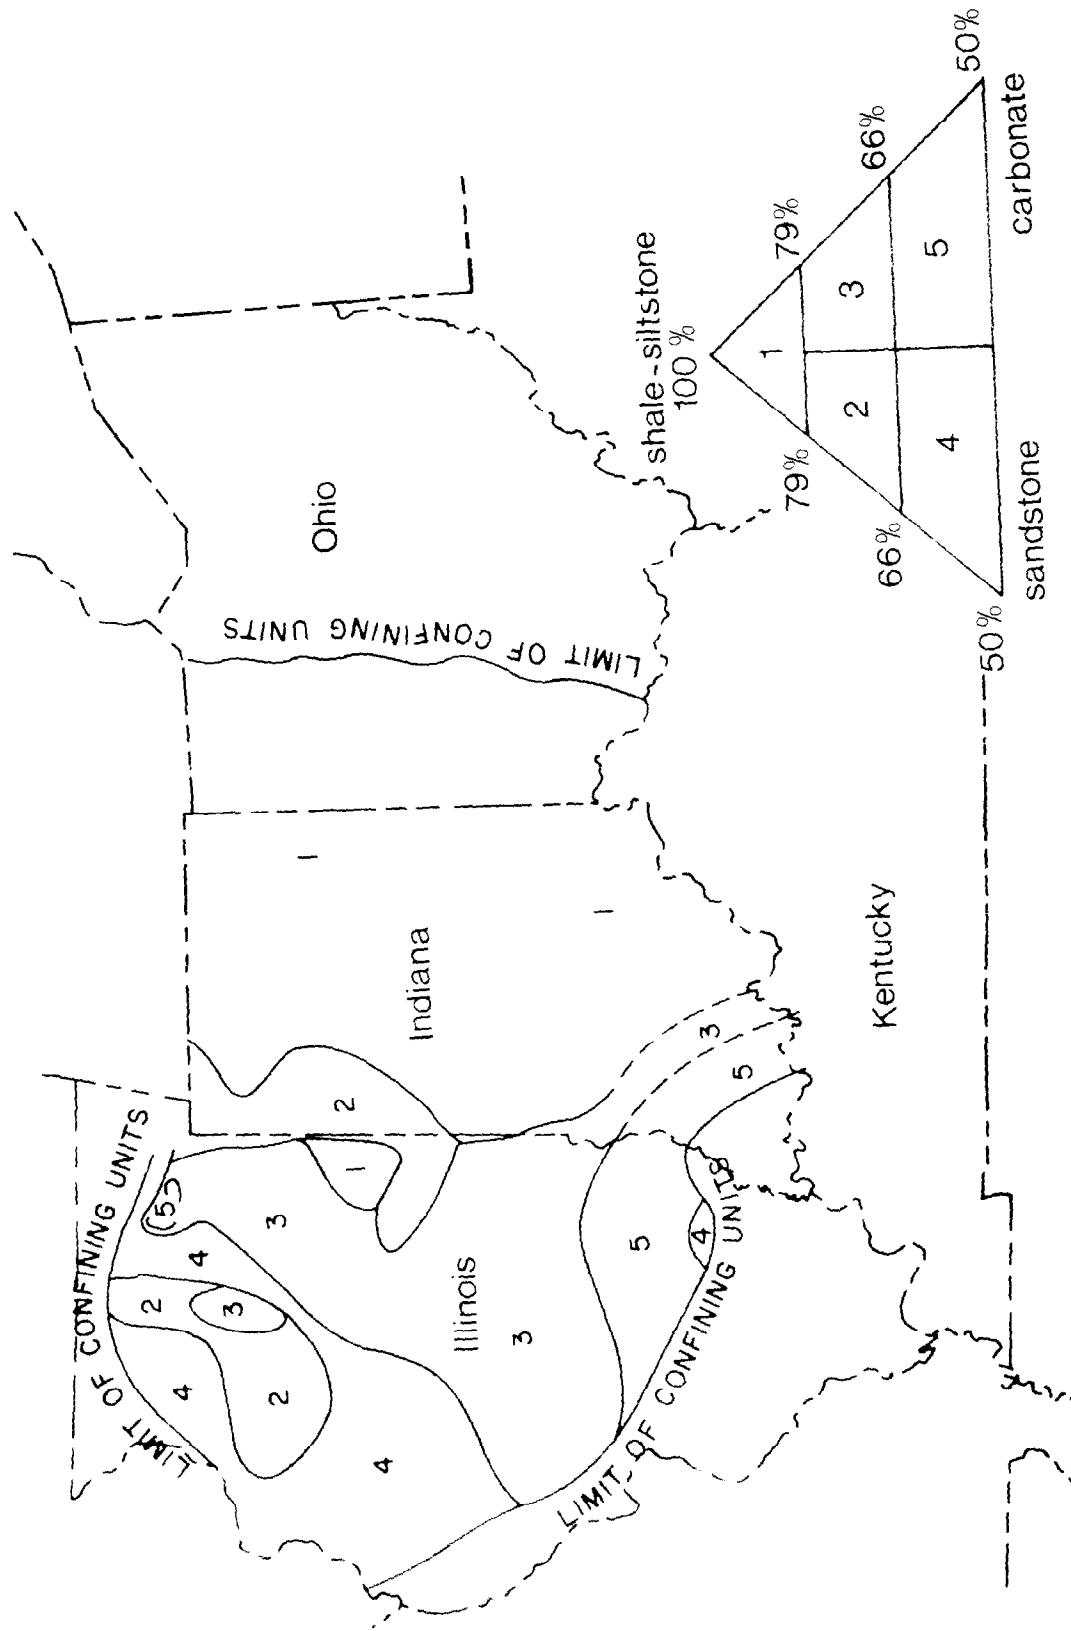 LIMIT OF CONFINING UNITS
4
2
4
(5)
3
2
3
4
2
1
Illinois
3
5
4
LIMIT OF CONFINING UNITS
Indiana
1
1
3
5
LIMIT OF CONFINING UNITS
Ohio
Kentucky
shale-siltstone
100%
1
79%
79%
2
3
66%
66%
4
5
50%
50%
sandstone
carbonate